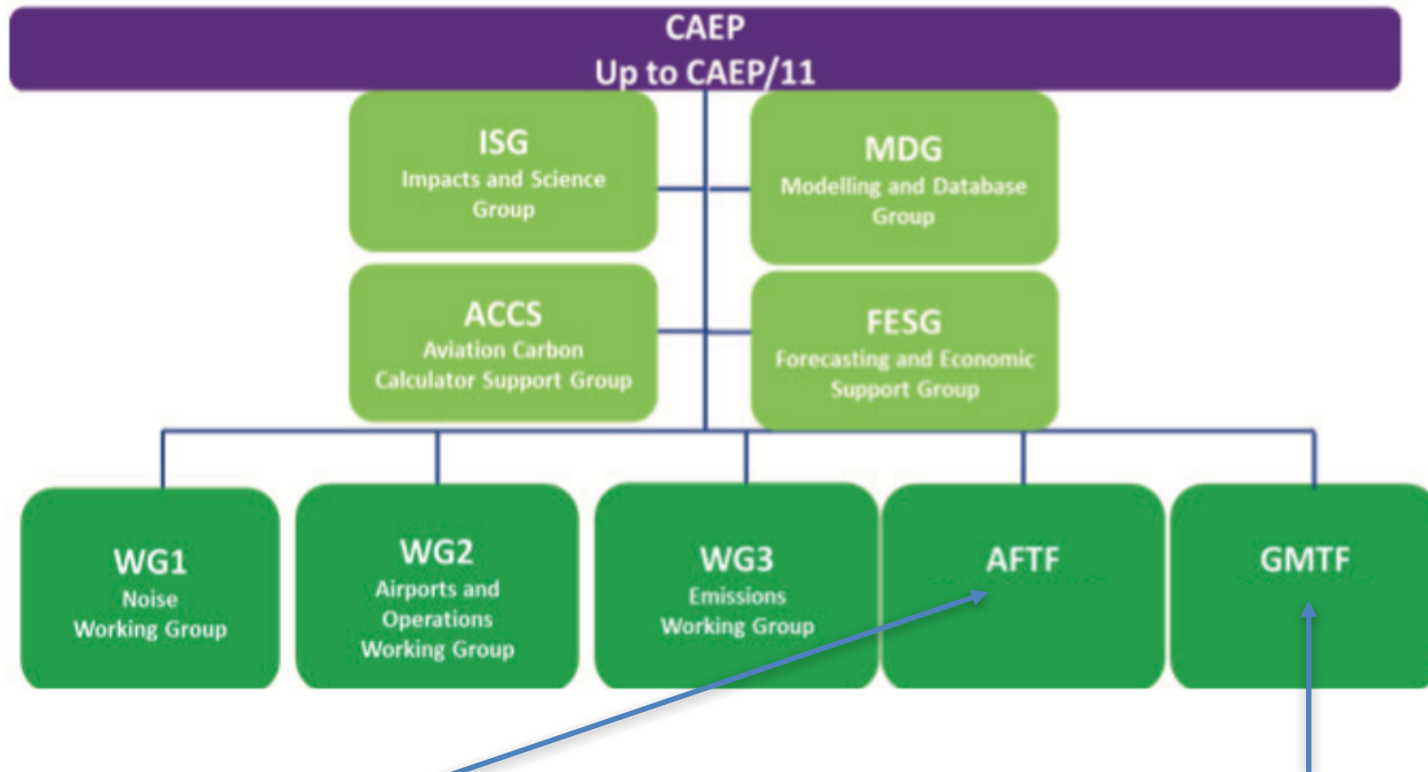 CAEP
Up to CAEP/11
ISG
Impacts and Science
Group
MDG
Modelling and Database
Group
ACCS
Aviation Carbon
Calculator Support Group
FESG
Forecasting and Economic
Support Group
WG1
Noise
Working Group
WG2
Airports and
Operations
Working Group
WG3
Emissions
Working Group
AFTF
GMTF